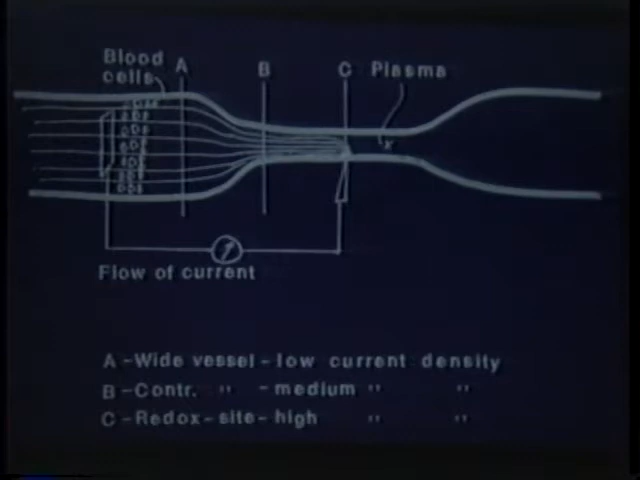 Blood
cells
A
B
C
Plasma
x
Flow of current
A - Wide vessel - low current density
B - Contr. " - medium " "
C - Redox - site - high " "